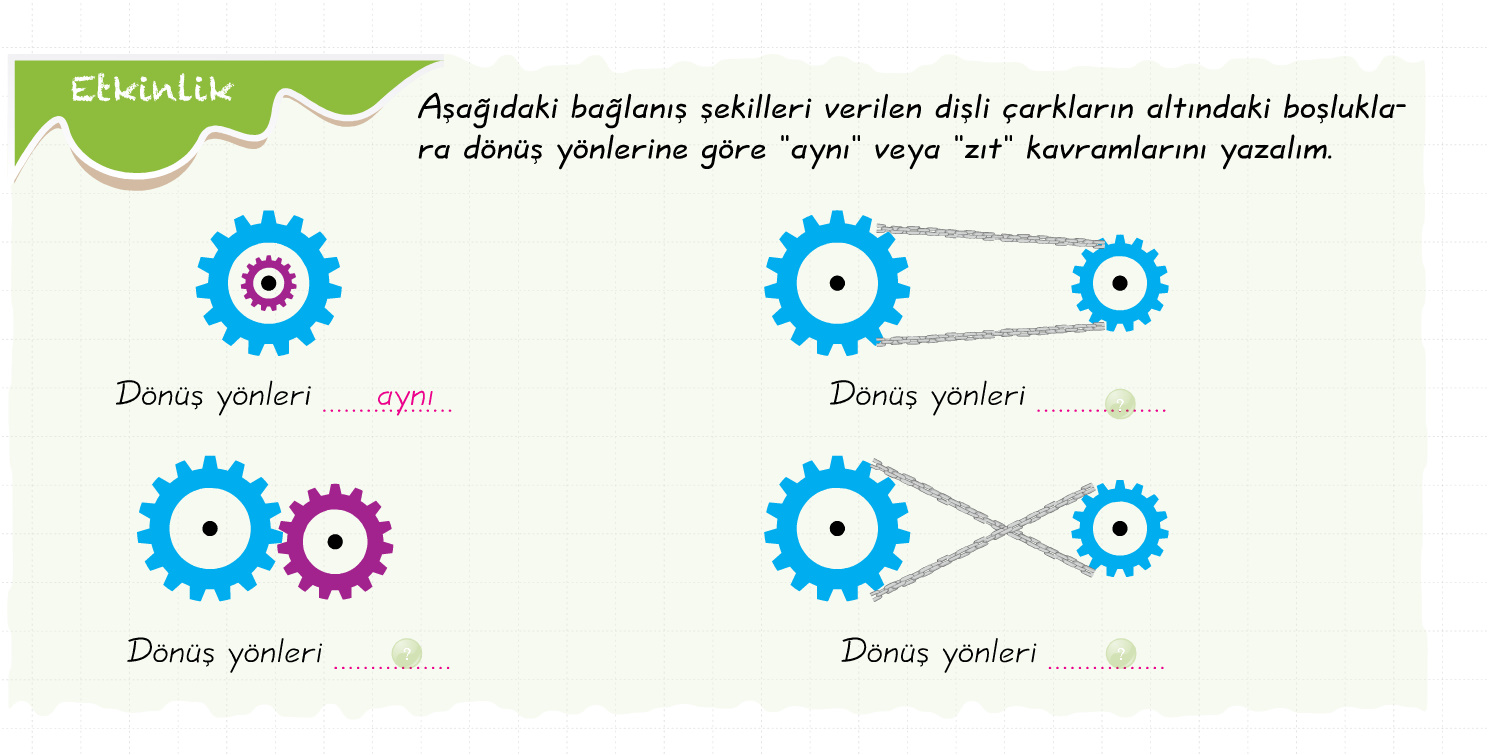 Etkinlik
Aşağıdaki bağlanış şekilleri verilen dişli çarkların altındaki boşlukla-
ra dönüş yönlerine göre "aynı" veya "zıt" kavramlarını yazalım.
Dönüş yönleri ..................
aynı
Dönüş yönleri ..................
?
Dönüş yönleri ................
?
Dönüş yönleri ................
?